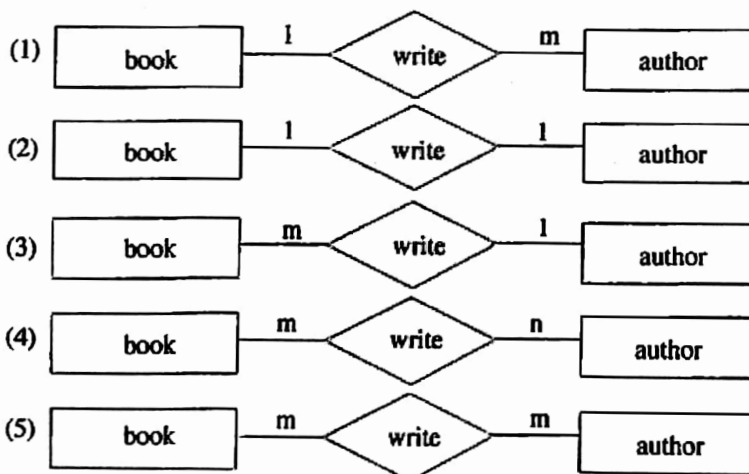 (1) book 1 write m author
(2) book 1 write 1 author
(3) book m write 1 author
(4) book m write n author
(5) book m write m author